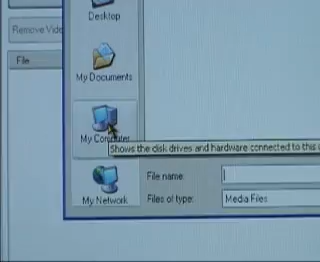 Desktop
Remove Vide
File
My Documents
My Computer
Shows the disk drives and hardware connected to this
File name:
My Network
Files of type:
Media Files